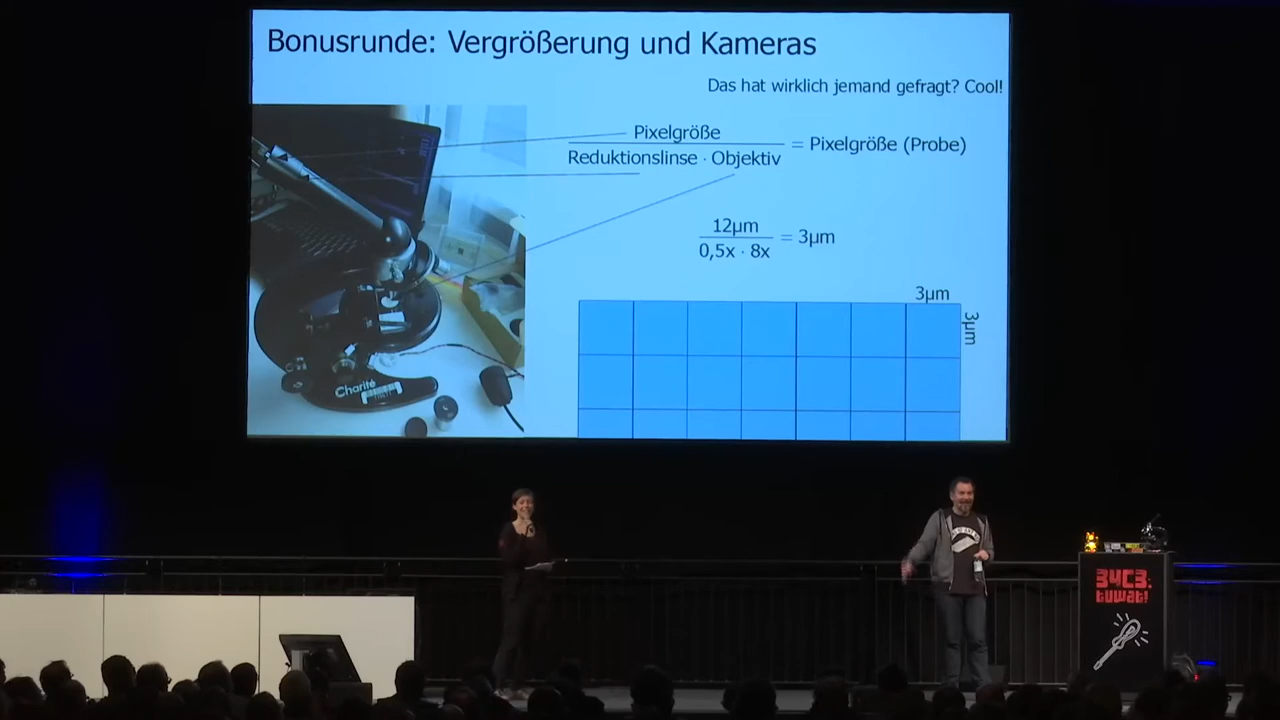 Bonusrunde: Vergrößerung und Kameras
Das hat wirklich jemand gefragt? Cool!
Pixelgröße
Reduktionslinse · Objektiv
= Pixelgröße (Probe)
12µm
0,5x · 8x
= 3µm
3µm
3µm
Charité
34C3:
tuwat!